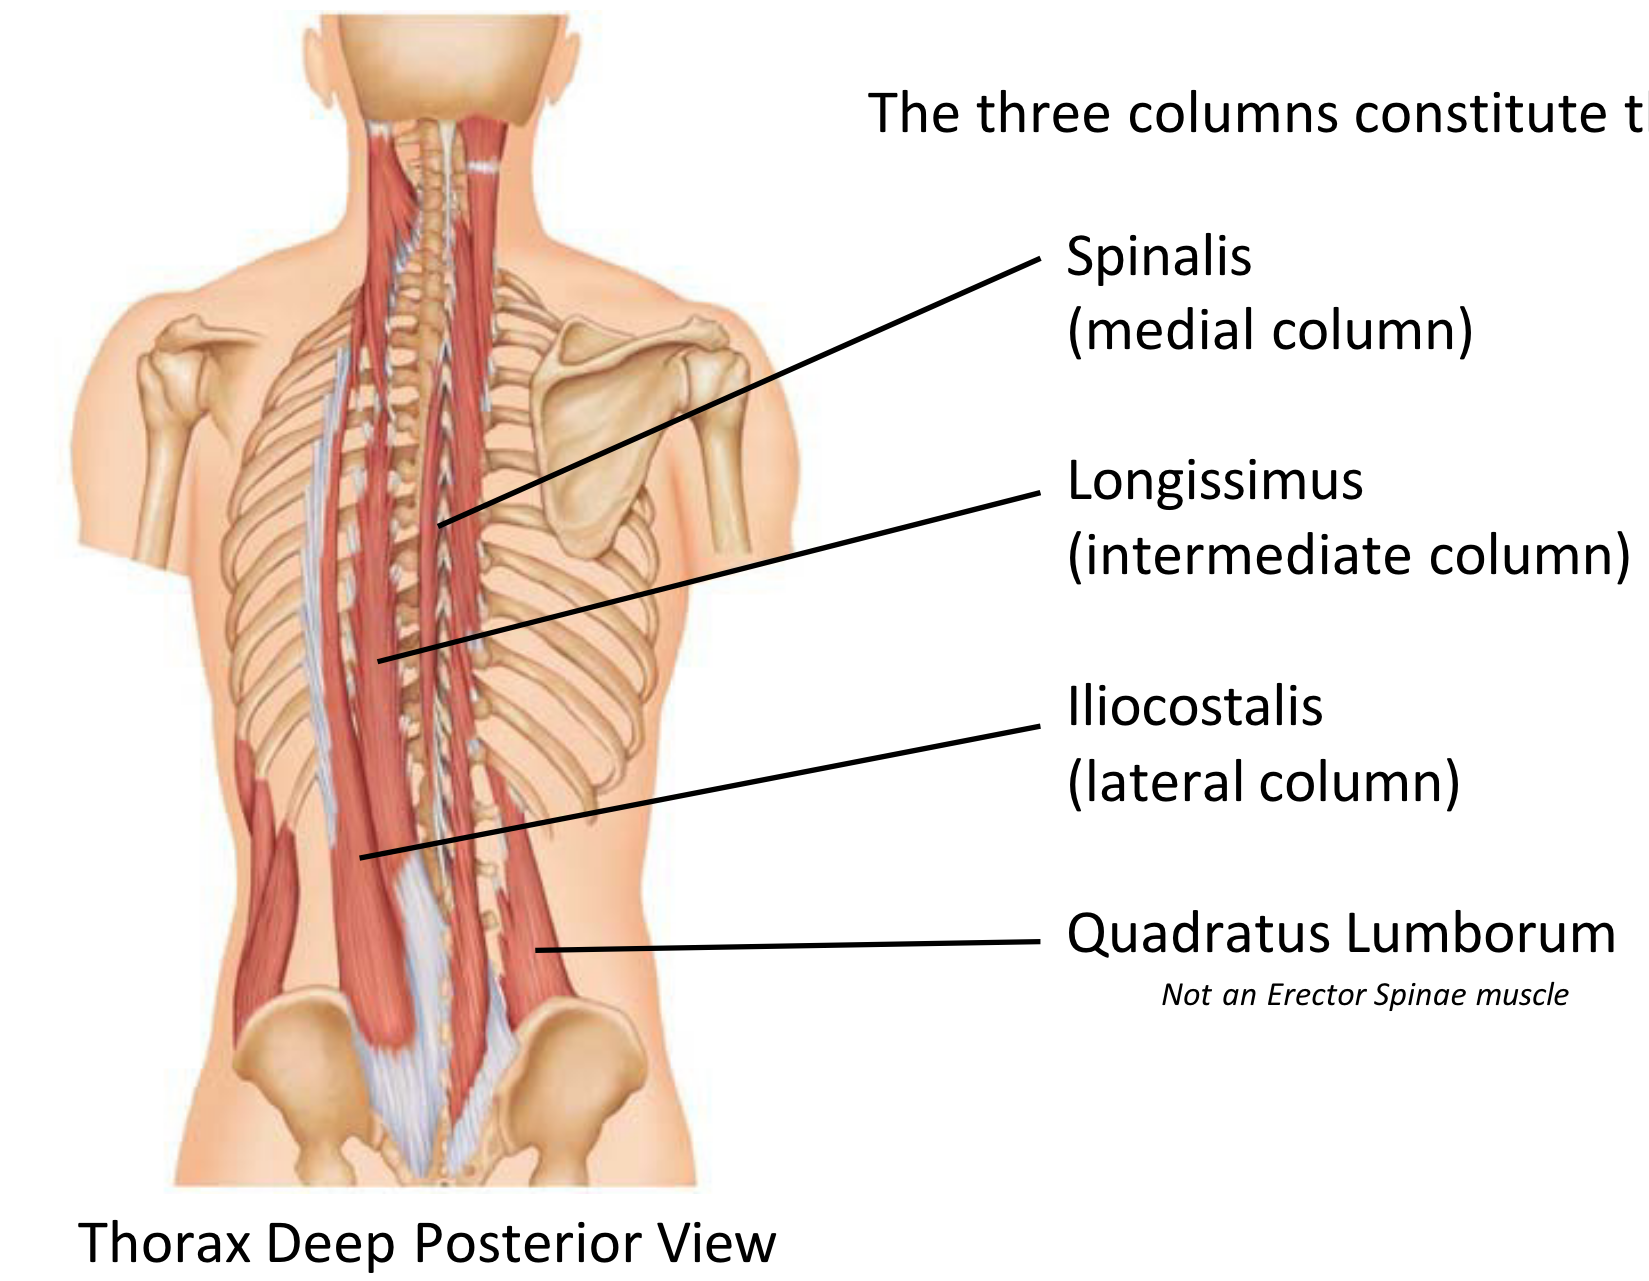 The three columns constitute
Spinalis
(medial column)
Longissimus
(intermediate column)
Iliocostalis
(lateral column)
Quadratus Lumborum
Not an Erector Spinae muscle
Thorax Deep Posterior View